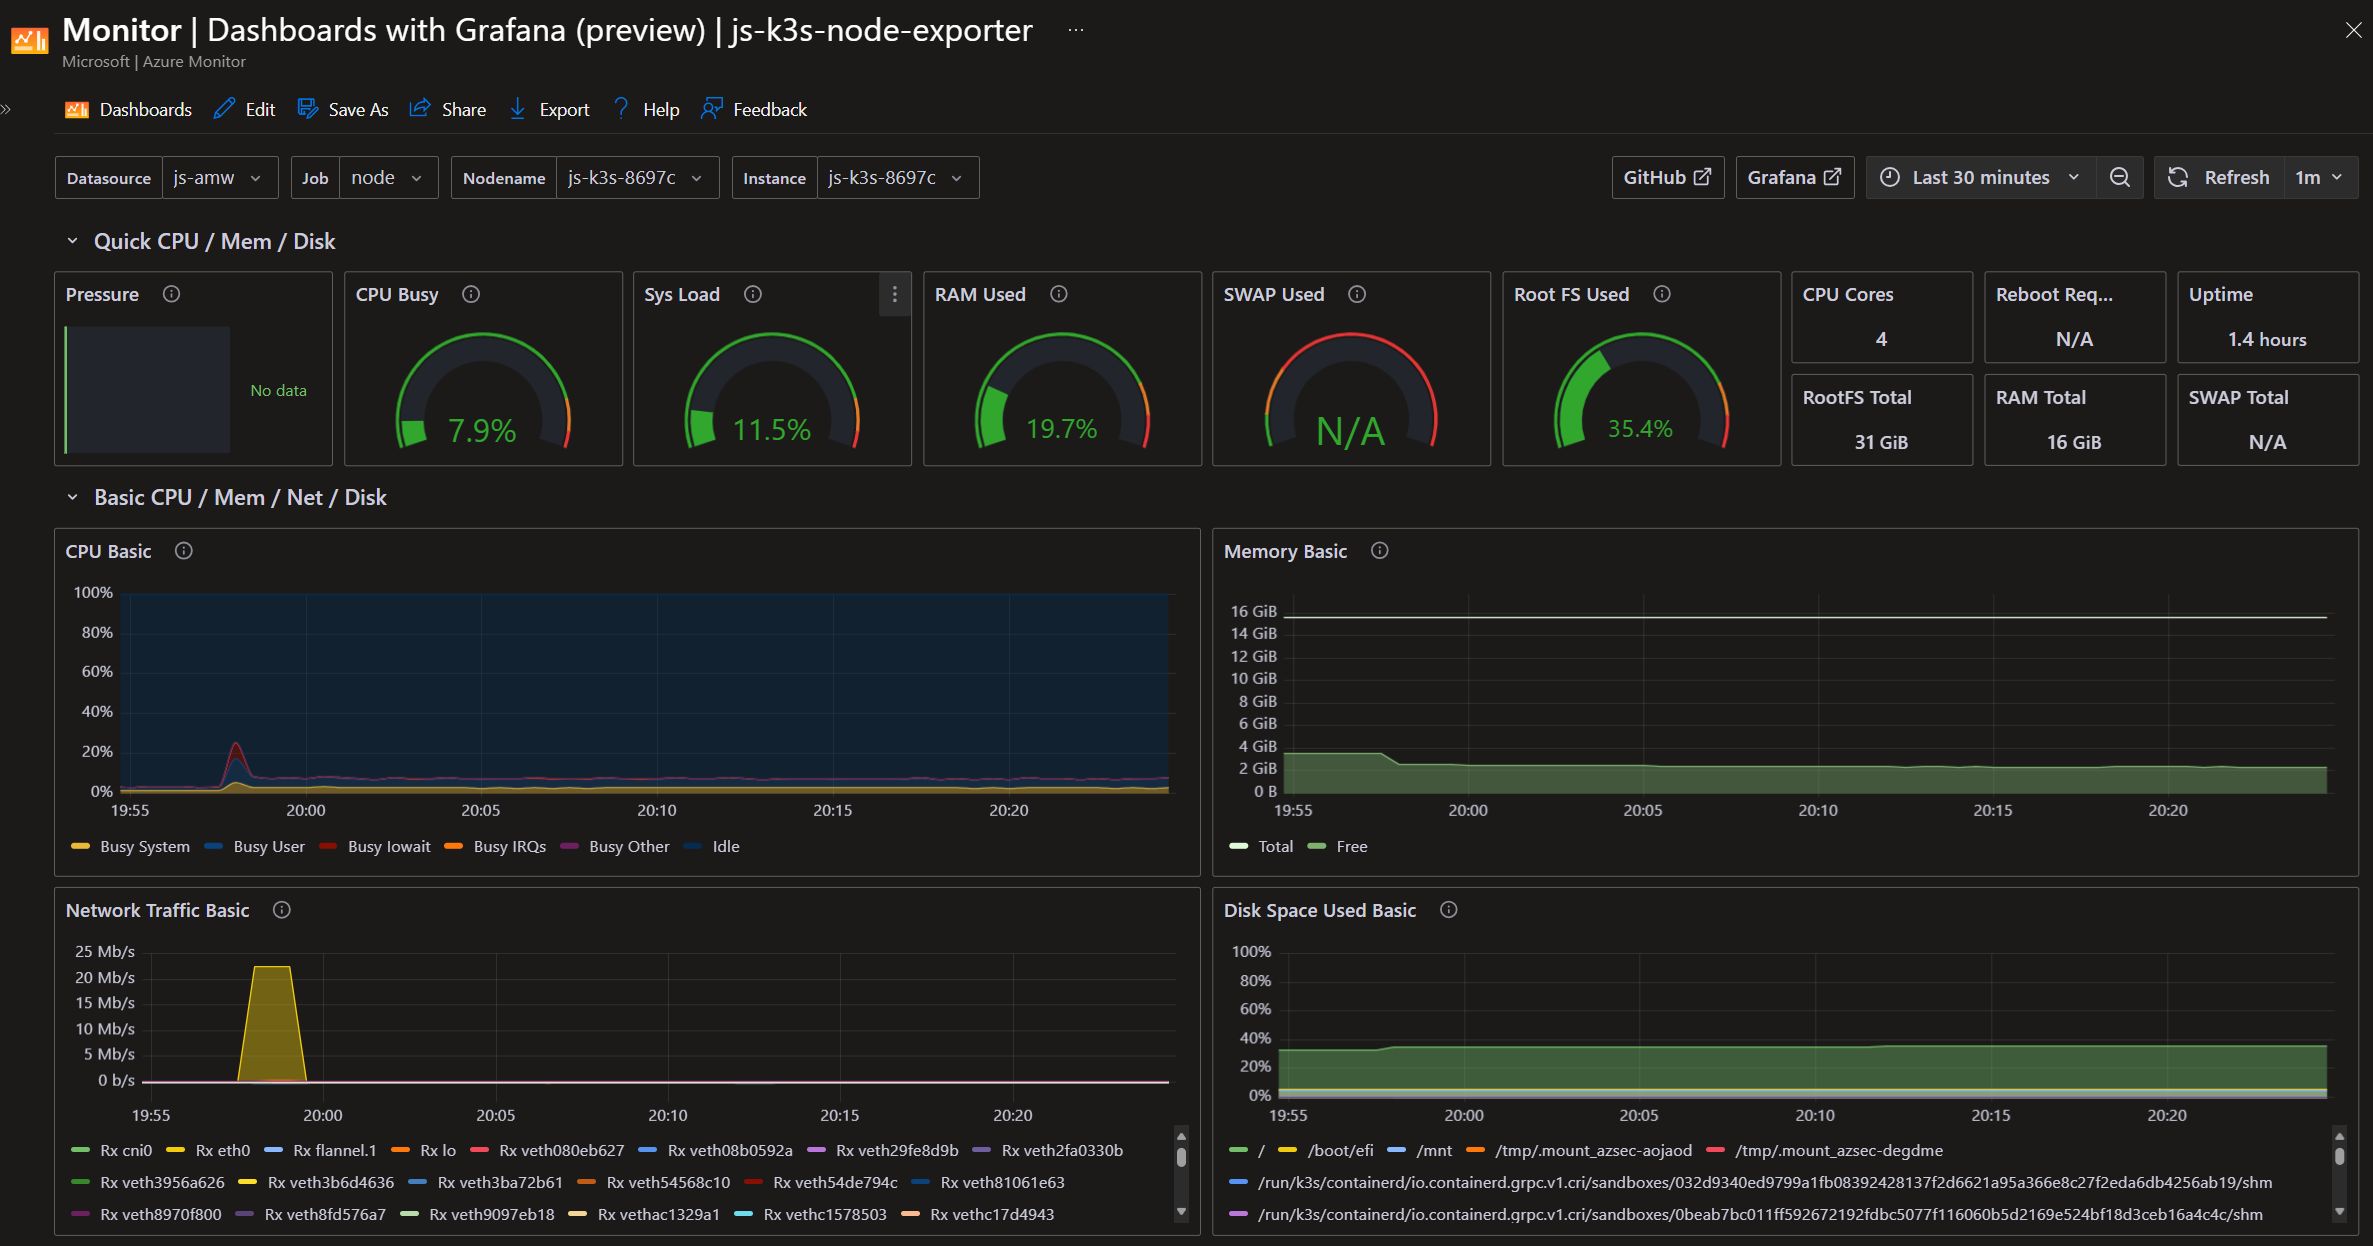 Monitor | Dashboards with Grafana (preview) | js-k3s-node-exporter ...
Microsoft | Azure Monitor
Dashboards Edit Save As Share Export Help Feedback
Datasource js-amw Job node Nodename js-k3s-8697c Instance js-k3s-8697c GitHub Grafana Last 30 minutes Refresh 1m
Quick CPU / Mem / Disk
Pressure
No data
CPU Busy
7.9%
Sys Load
11.5%
RAM Used
19.7%
SWAP Used
N/A
Root FS Used
35.4%
CPU Cores
4
Reboot Req...
N/A
Uptime
1.4 hours
RootFS Total
31 GiB
RAM Total
16 GiB
SWAP Total
N/A
Basic CPU / Mem / Net / Disk
CPU Basic
100%
80%
60%
40%
20%
0%
19:55 20:00 20:05 20:10 20:15 20:20
Busy System Busy User Busy Iowait Busy IRQs Busy Other Idle
Memory Basic
16 GiB
14 GiB
12 GiB
10 GiB
8 GiB
6 GiB
4 GiB
2 GiB
0 B
19:55 20:00 20:05 20:10 20:15 20:20
Total Free
Network Traffic Basic
25 Mb/s
20 Mb/s
15 Mb/s
10 Mb/s
5 Mb/s
0 b/s
19:55 20:00 20:05 20:10 20:15 20:20
Rx cni0 Rx eth0 Rx flannel.1 Rx lo Rx veth080eb627 Rx veth08b0592a Rx veth29fe8d9b Rx veth2fa0330b
Rx veth3956a626 Rx veth3b6d4636 Rx veth3ba72b61 Rx veth54568c10 Rx veth54de794c Rx veth81061e63
Rx veth8970f800 Rx veth8fd576a7 Rx veth9097eb18 Rx vethac1329a1 Rx vethc1578503 Rx vethc17d4943
Disk Space Used Basic
100%
80%
60%
40%
20%
0%
19:55 20:00 20:05 20:10 20:15 20:20
/ /boot/efi /mnt /tmp/.mount_azsec-aojaod /tmp/.mount_azsec-degdme
/run/k3s/containerd/io.containerd.grpc.v1.cri/sandboxes/032d9340ed9799a1fb08392428137f2d6621a95a366e8c27f2eda6db4256ab19/shm
/run/k3s/containerd/io.containerd.grpc.v1.cri/sandboxes/0beab7bc011ff592672192fdbc5077f116060b5d2169e524bf18d3ceb16a4c4c/shm